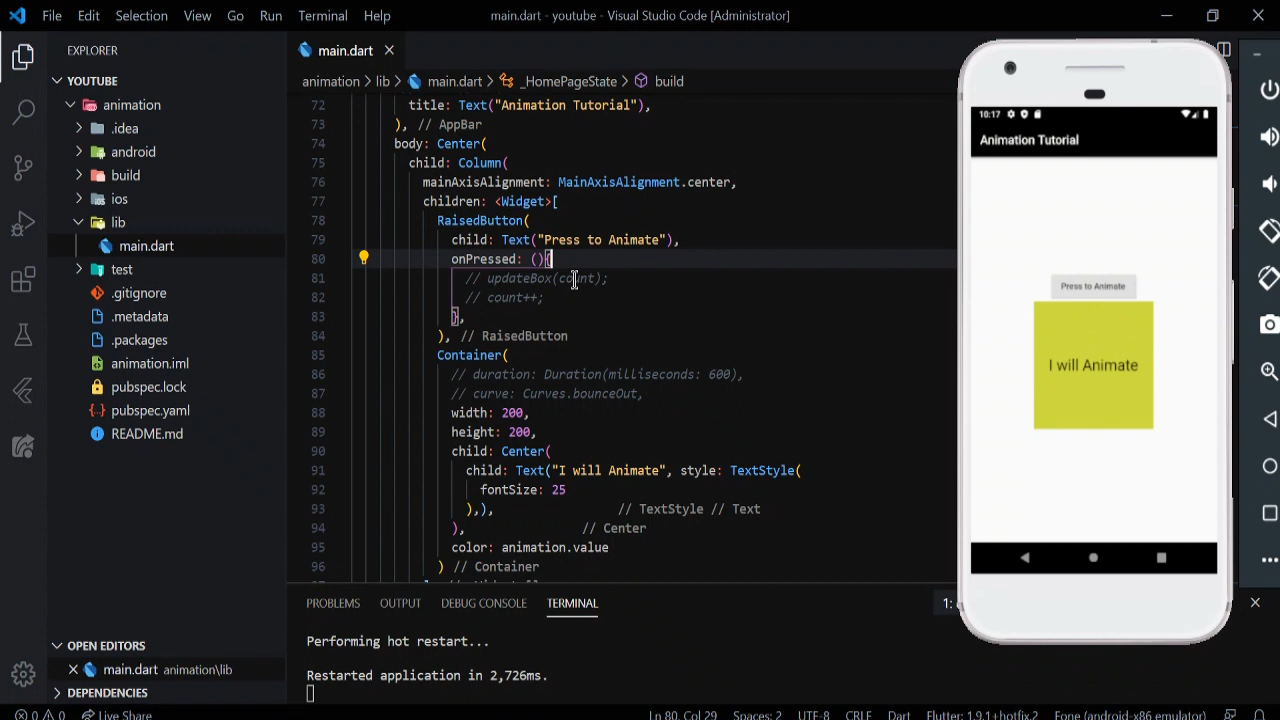 File Edit Selection View Go Run Terminal Help main.dart - youtube - Visual Studio Code [Administrator]
EXPLORER
YOUTUBE
animation
.idea
android
build
ios
lib
main.dart
test
.gitignore
.metadata
.packages
animation.iml
pubspec.lock
pubspec.yaml
README.md
OPEN EDITORS
main.dart animation\lib
DEPENDENCIES
main.dart
animation > lib > main.dart > _HomePageState > build
72 title: Text("Animation Tutorial"),
73 ), // AppBar
74 body: Center(
75 child: Column(
76 mainAxisAlignment: MainAxisAlignment.center,
77 children: <Widget>[
78 RaisedButton(
79 child: Text("Press to Animate"),
80 onPressed: (){
81 // updateBox(count);
82 // count++;
83 },
84 ), // RaisedButton
85 Container(
86 // duration: Duration(milliseconds: 600),
87 // curve: Curves.bounceOut,
88 width: 200,
89 height: 200,
90 child: Center(
91 child: Text("I will Animate", style: TextStyle(
92 fontSize: 25
93 ),), // TextStyle // Text
94 ), // Center
95 color: animation.value
96 ) // Container
PROBLEMS OUTPUT DEBUG CONSOLE TERMINAL 1:
Performing hot restart...
Restarted application in 2,726ms.
10:17
Animation Tutorial
Press to Animate
I will Animate
0 0 Live Share Ln 80, Col 29 Spaces: 2 UTF-8 CRLF Dart Flutter: 1.9.1+hotfix.2 Fone (android-x86 emulator)